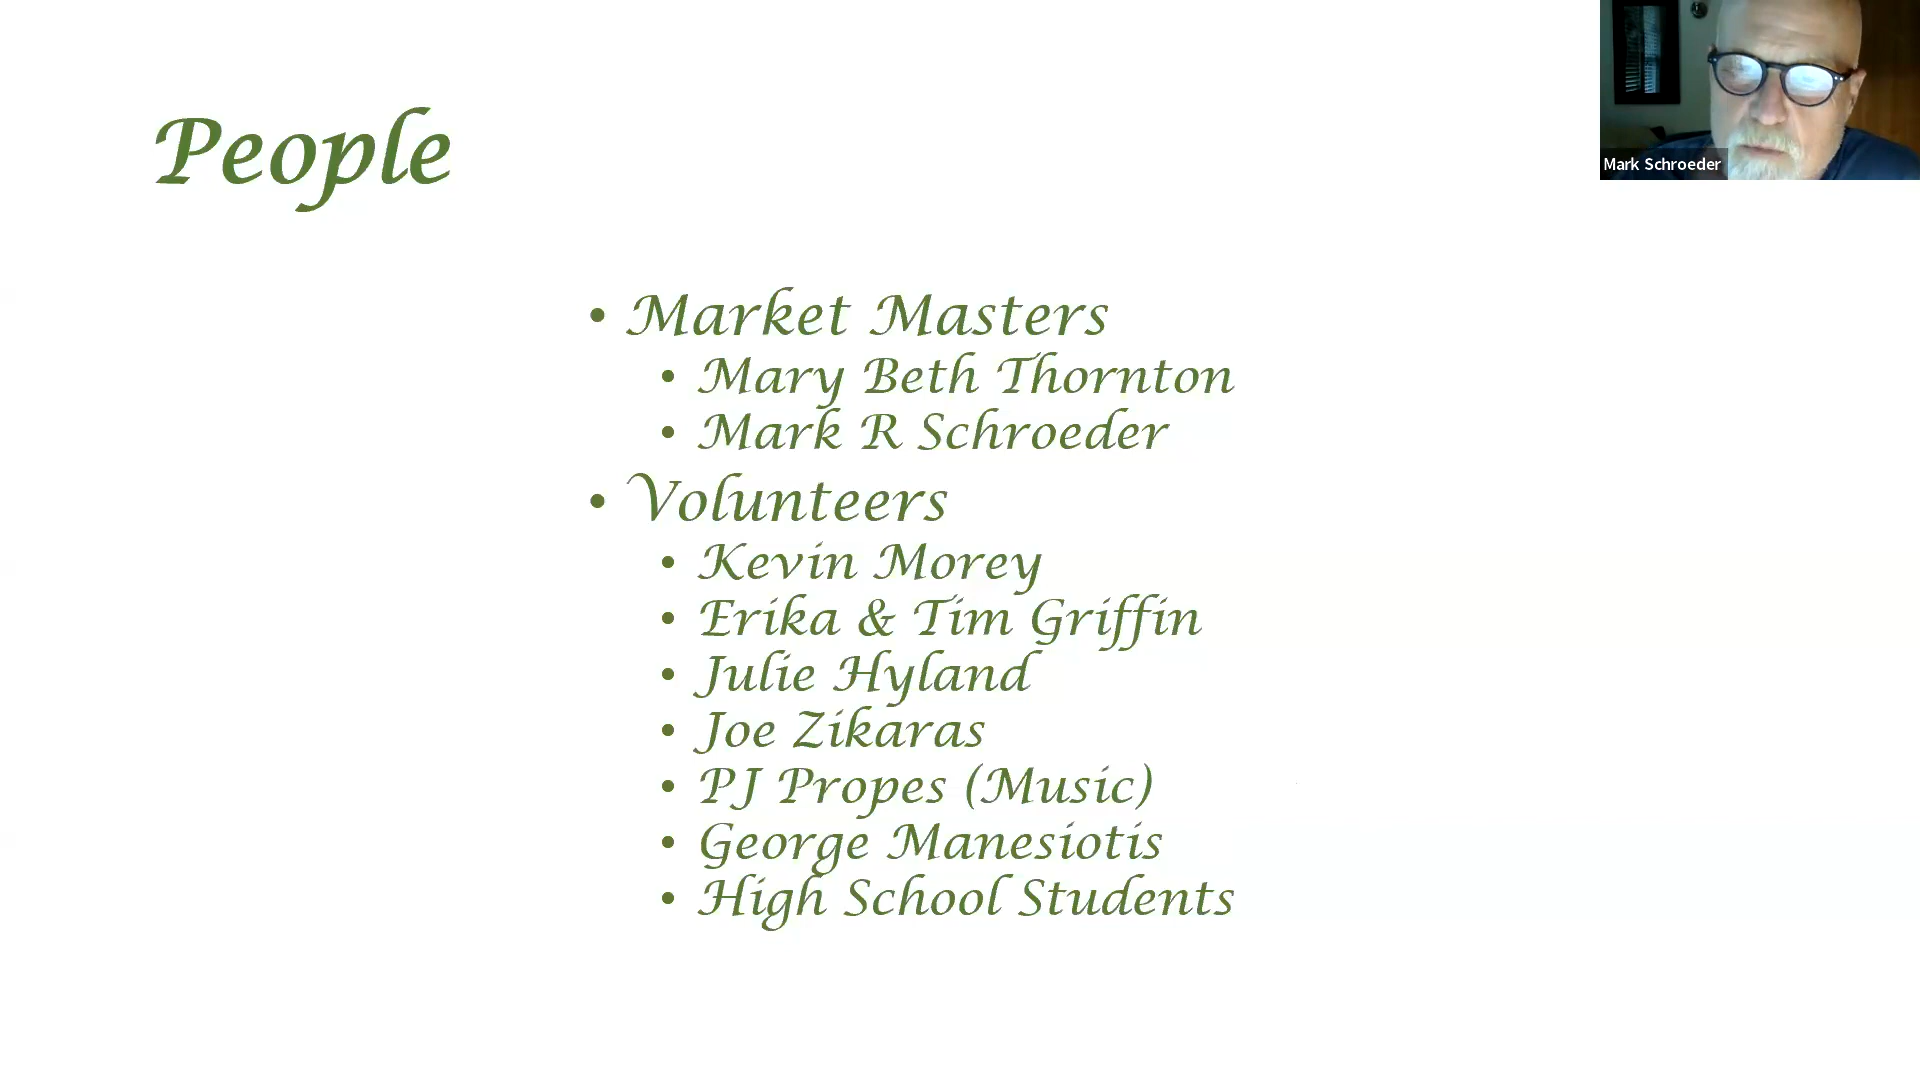 People
Mark Schroeder
• Market Masters
• Mary Beth Thornton
• Mark R Schroeder
• Volunteers
• Kevin Morey
• Erika & Tim Griffin
• Julie Hyland
• Joe Zikaras
• PJ Propes (Music)
• George Manesiotis
• High School Students